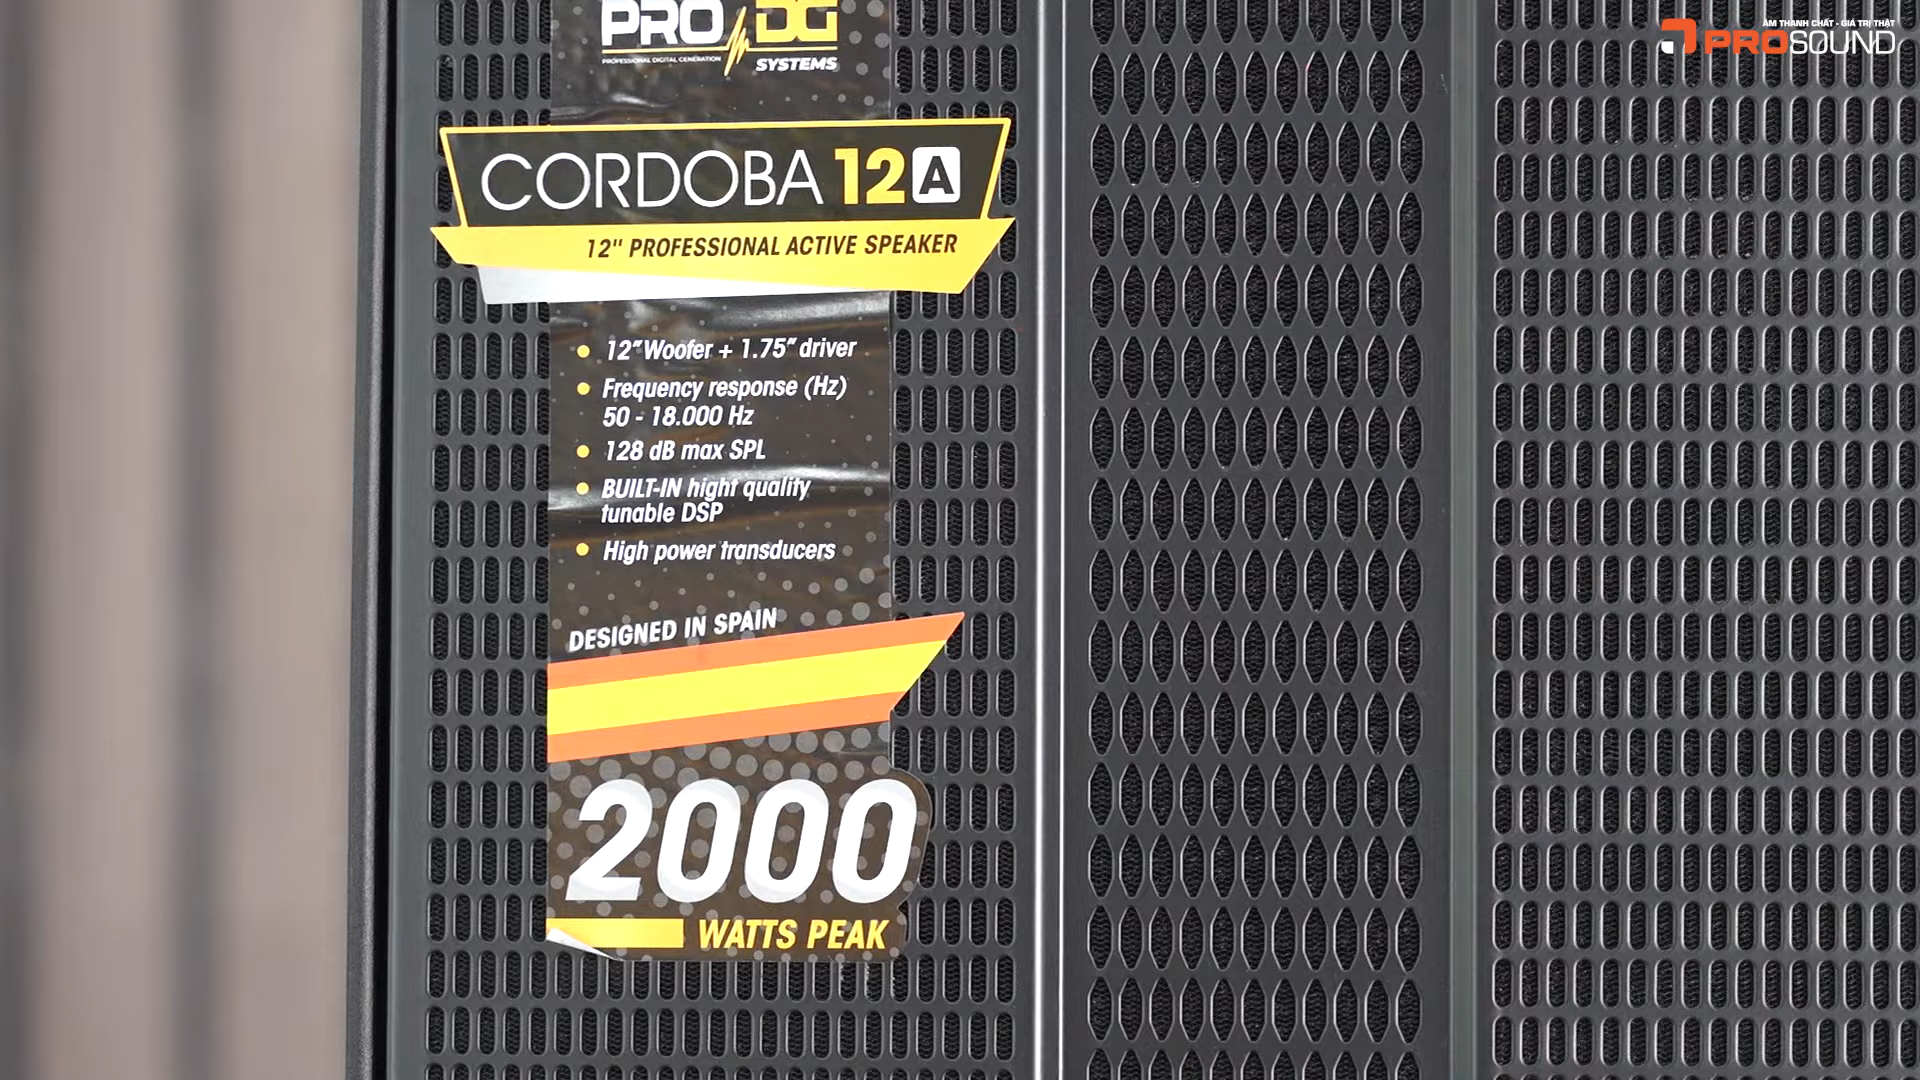 PRO DG
PROFESSIONAL DIGITAL GENERATION
SYSTEMS
CORDOBA 12A
12" PROFESSIONAL ACTIVE SPEAKER
12" Woofer + 1.75" driver
Frequency response (Hz)
50 - 18.000 Hz
128 dB max SPL
BUILT-IN hight quality
tunable DSP
High power transducers
DESIGNED IN SPAIN
2000
WATTS PEAK
ÂM THANH CHẤT - GIÁ TRỊ THẬT
PROSOUND